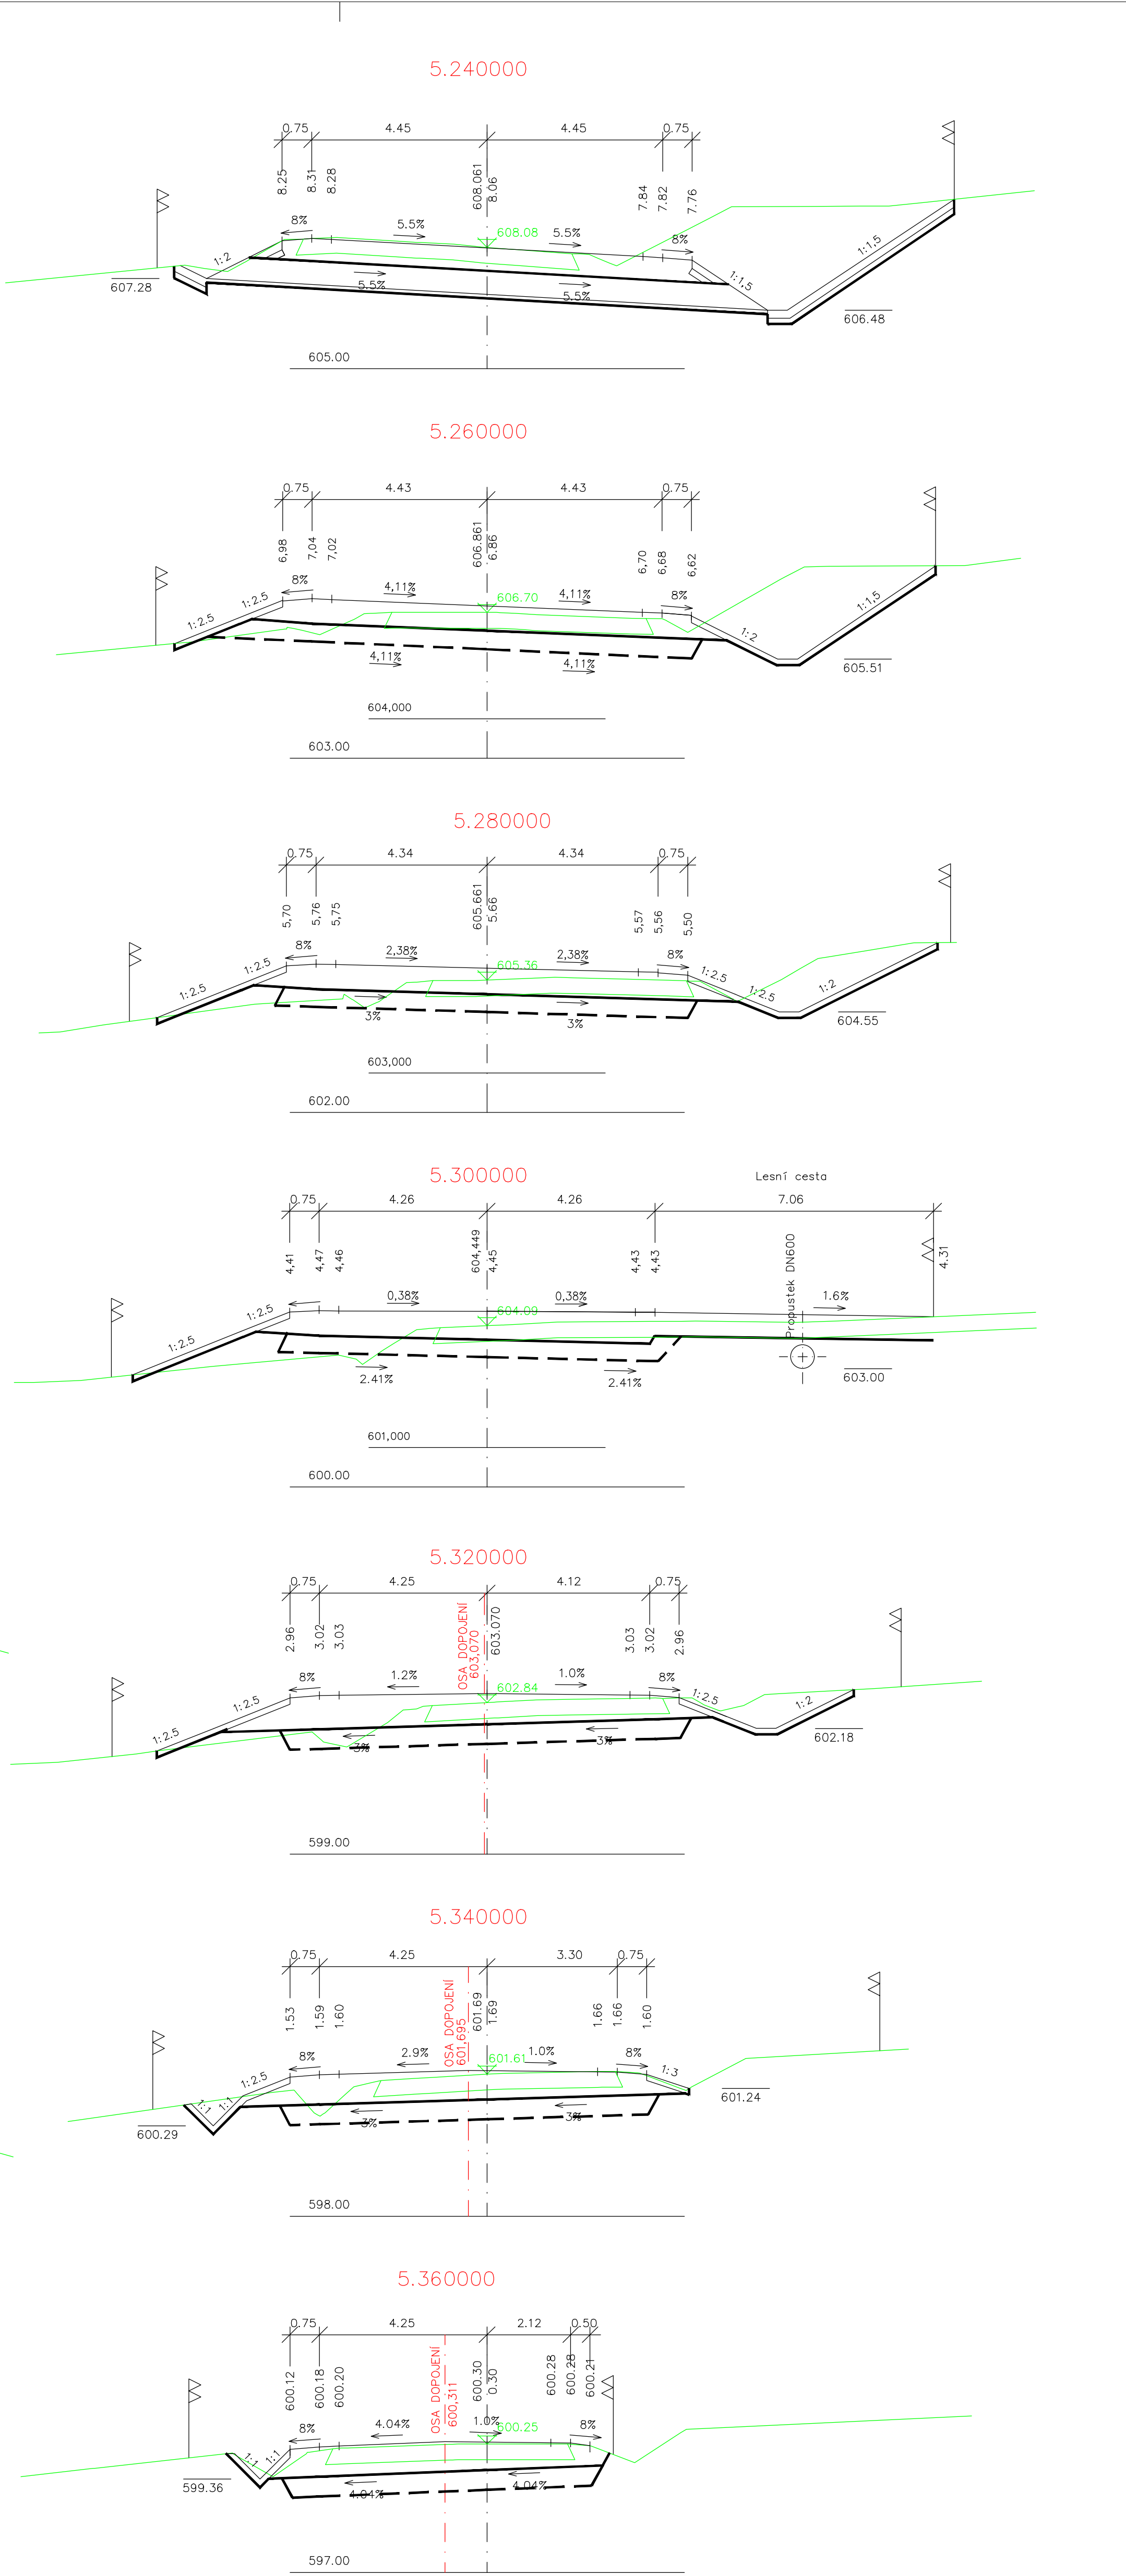 5.240000
0.75 4.45 4.45 0.75
8.25 8.31 8.28 608.061 8.06 7.84 7.82 7.76
8% 5.5% 608.08 5.5% 8%
1:2 1:1,5 1:1,5
607.28 5.5% 5.5% 606.48
605.00
5.260000
0.75 4.43 4.43 0.75
6,98 7,04 7,02 606.861 6.86 6,70 6,68 6,62
8% 4,11% 606.70 4,11% 8%
1:2.5 1:2.5 1:2 1:1,5
4,11% 4,11% 605.51
604,000
603.00
5.280000
0.75 4.34 4.34 0.75
5,70 5,76 5,75 605.661 5.66 5,57 5,56 5,50
8% 2,38% 605.36 2,38% 8%
1:2.5 1:2.5 1:2.5 1:2.5 1:2
3% 3% 604.55
603,000
602.00
5.300000 Lesní cesta
0.75 4.26 4.26 7.06
4,41 4,47 4,46 604,449 4,45 4,43 4,43 Propustek DN600 4.31
0,38% 604.09 0,38% 1.6%
1:2.5 1:2.5
2.41% 2.41% 603.00
601,000
600.00
5.320000
0.75 4.25 4.12 0.75
2.96 3.02 3.03 OSA DOPOJENÍ 603,070 603.070 3.03 3.02 2.96
8% 1.2% 602.84 1.0% 8%
1:2.5 1:2.5 1:2.5 1:2
3% 3% 602.18
599.00
5.340000
0.75 4.25 3.30 0.75
1.53 1.59 1.60 OSA DOPOJENÍ 601,695 601.69 1.69 1.66 1.66 1.60
8% 2.9% 601.61 1.0% 8%
1:1 1:1 1:2.5 1:3
600.29 3% 3% 601.24
598.00
5.360000
0.75 4.25 2.12 0.50
600.12 600.18 600.20 OSA DOPOJENÍ 600,311 600.30 0.30 600.28 600.28 600.21
8% 4.04% 1.0% 600.25 8%
1:1 1:1
599.36 4.04% 4.04%
597.00